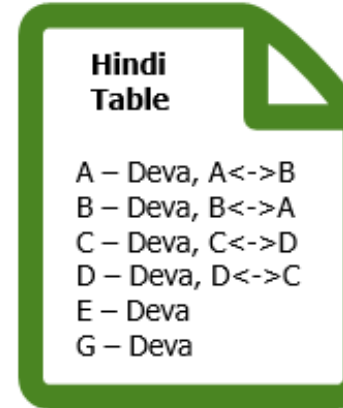 Hindi
Table
A – Deva, A<->B
B – Deva, B<->A
C – Deva, C<->D
D – Deva, D<->C
E – Deva
G – Deva